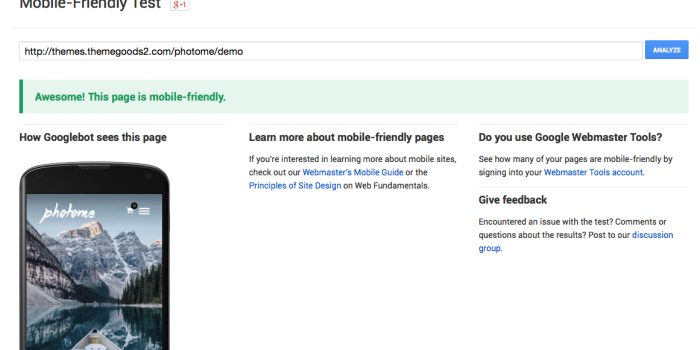 Mobile-Friendly Test
g+1
http://themes.themegoods2.com/photome/demo
ANALYZE
Awesome! This page is mobile-friendly.
How Googlebot sees this page
photome
0
Learn more about mobile-friendly pages
If you're interested in learning more about mobile sites,
check out our Webmaster's Mobile Guide or the
Principles of Site Design on Web Fundamentals.
Do you use Google Webmaster Tools?
See how many of your pages are mobile-friendly by
signing into your Webmaster Tools account.
Give feedback
Encountered an issue with the test? Comments or
questions about the results? Post to our discussion
group.